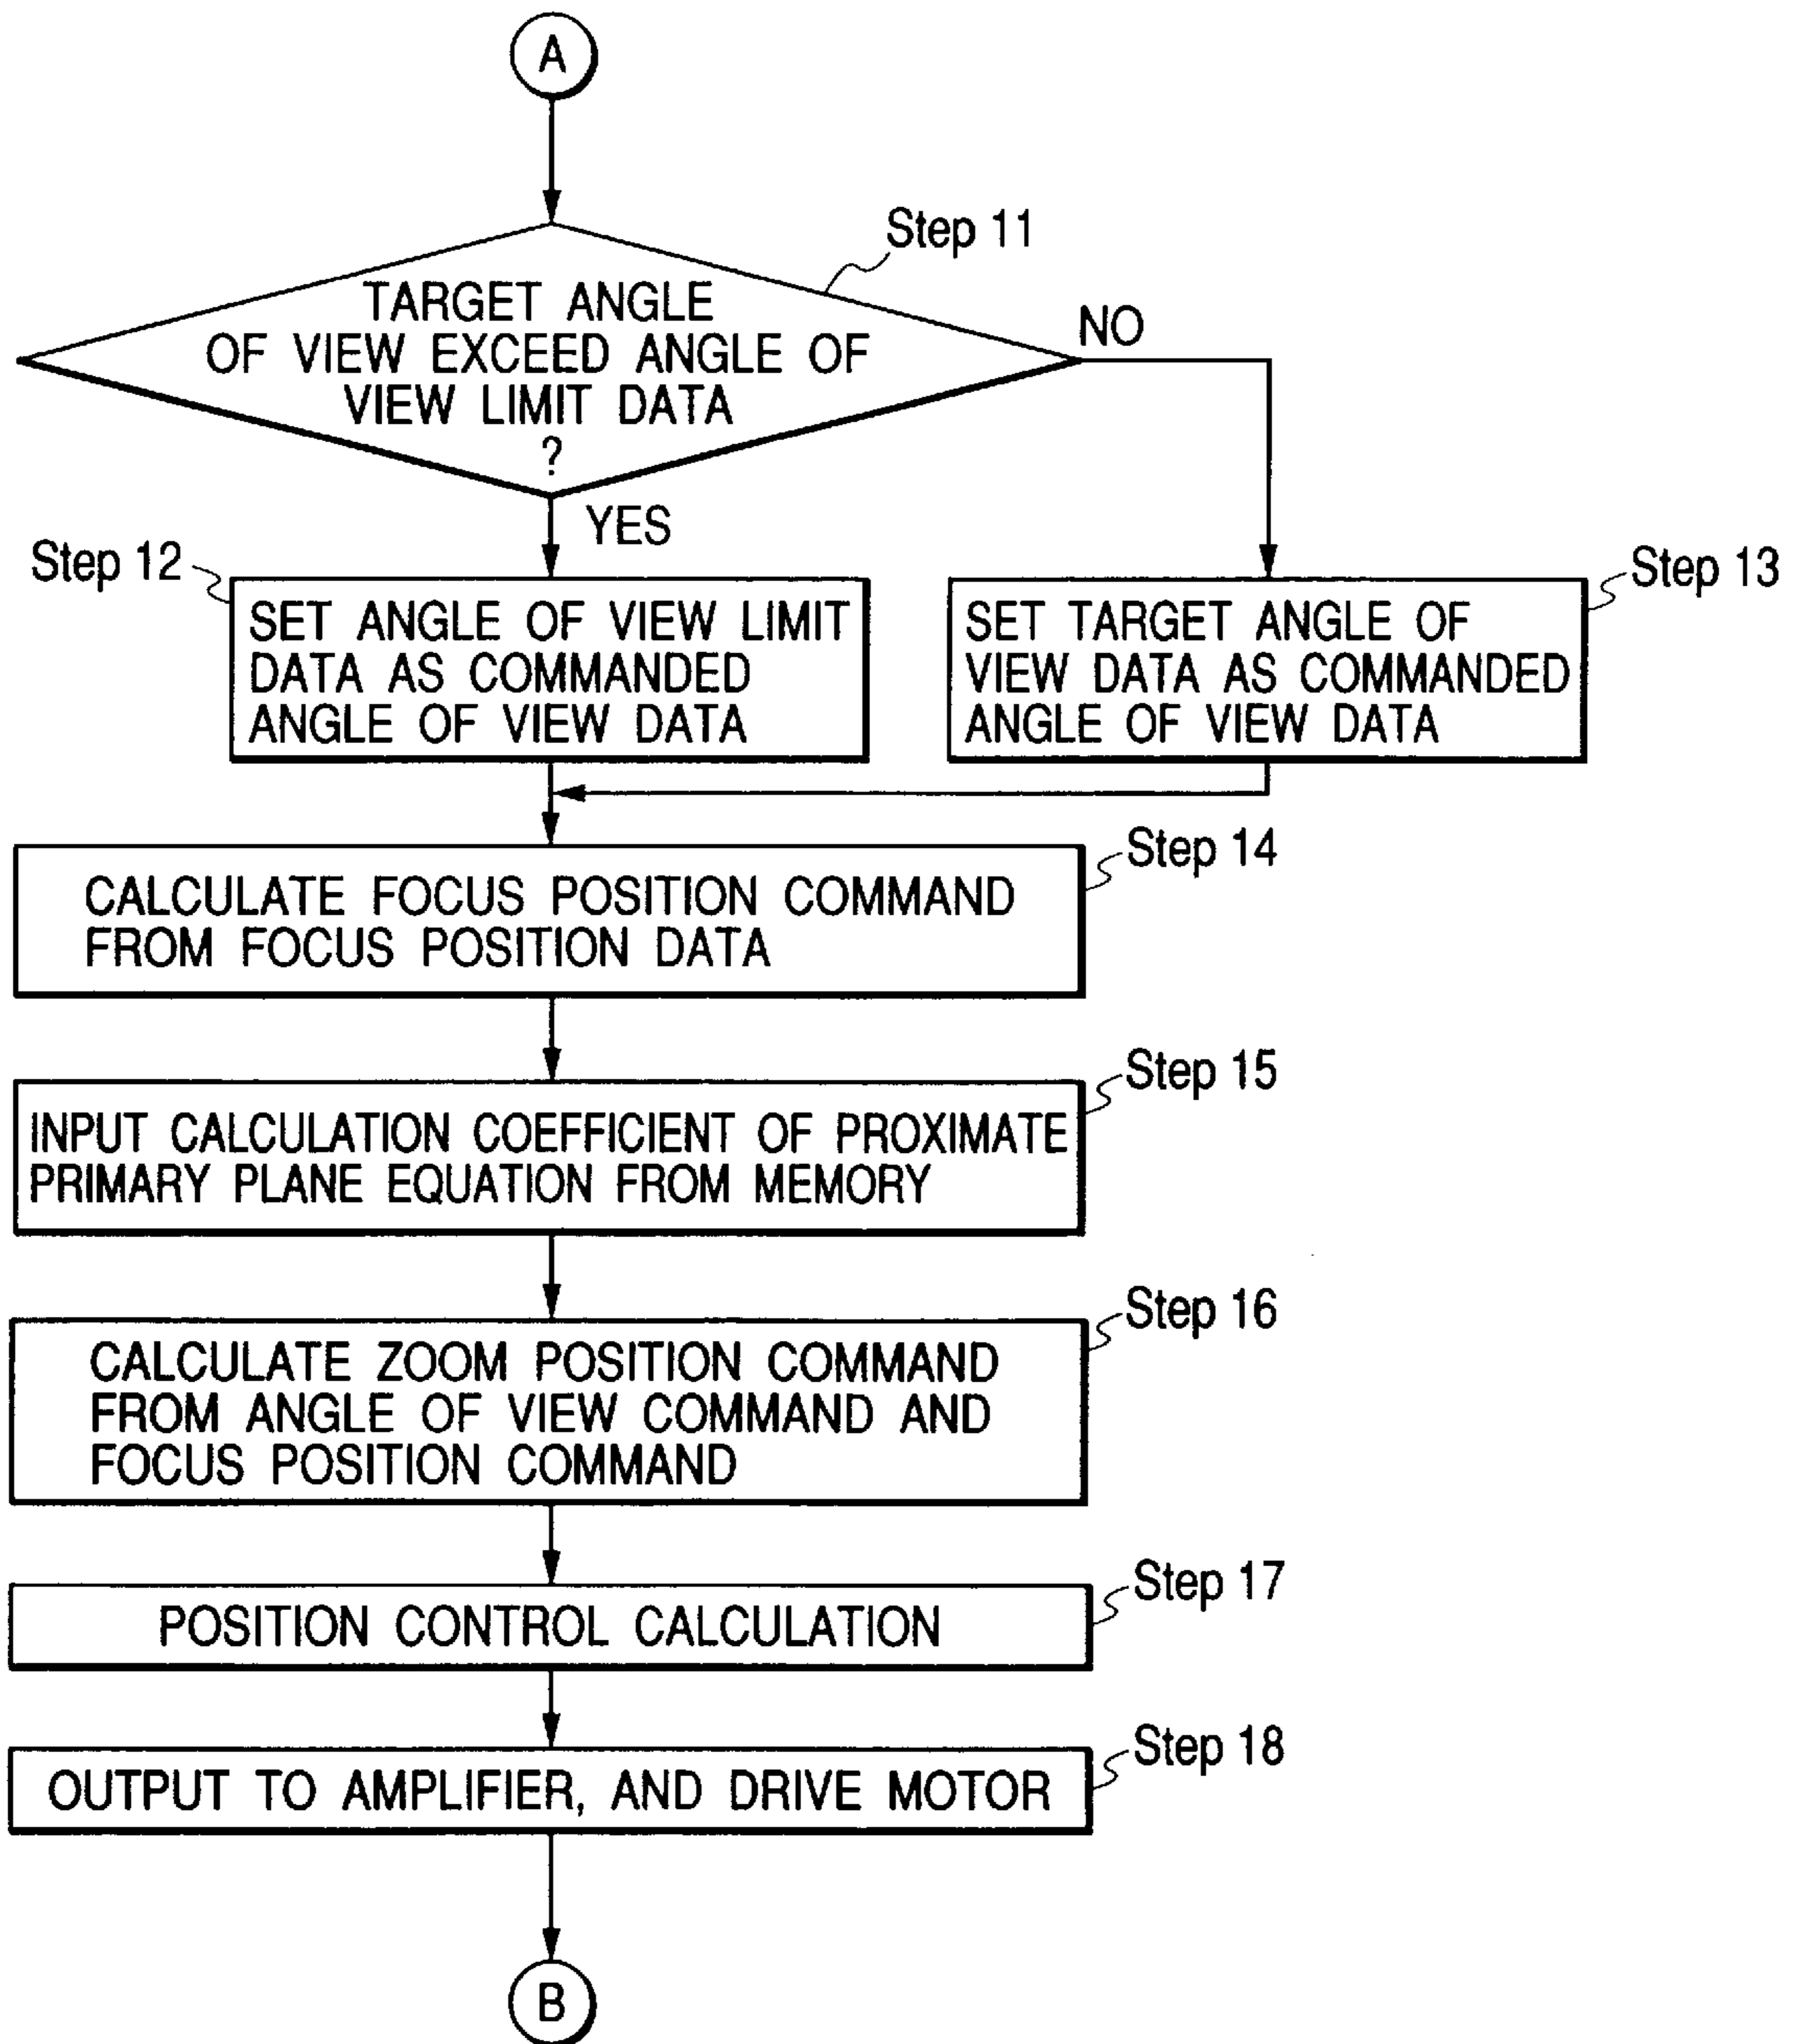 A
Step 11
TARGET ANGLE
OF VIEW EXCEED ANGLE OF
VIEW LIMIT DATA
?
NO
YES
Step 12
SET ANGLE OF VIEW LIMIT
DATA AS COMMANDED
ANGLE OF VIEW DATA
Step 13
SET TARGET ANGLE OF
VIEW DATA AS COMMANDED
ANGLE OF VIEW DATA
Step 14
CALCULATE FOCUS POSITION COMMAND
FROM FOCUS POSITION DATA
Step 15
INPUT CALCULATION COEFFICIENT OF PROXIMATE
PRIMARY PLANE EQUATION FROM MEMORY
Step 16
CALCULATE ZOOM POSITION COMMAND
FROM ANGLE OF VIEW COMMAND AND
FOCUS POSITION COMMAND
Step 17
POSITION CONTROL CALCULATION
Step 18
OUTPUT TO AMPLIFIER, AND DRIVE MOTOR
B